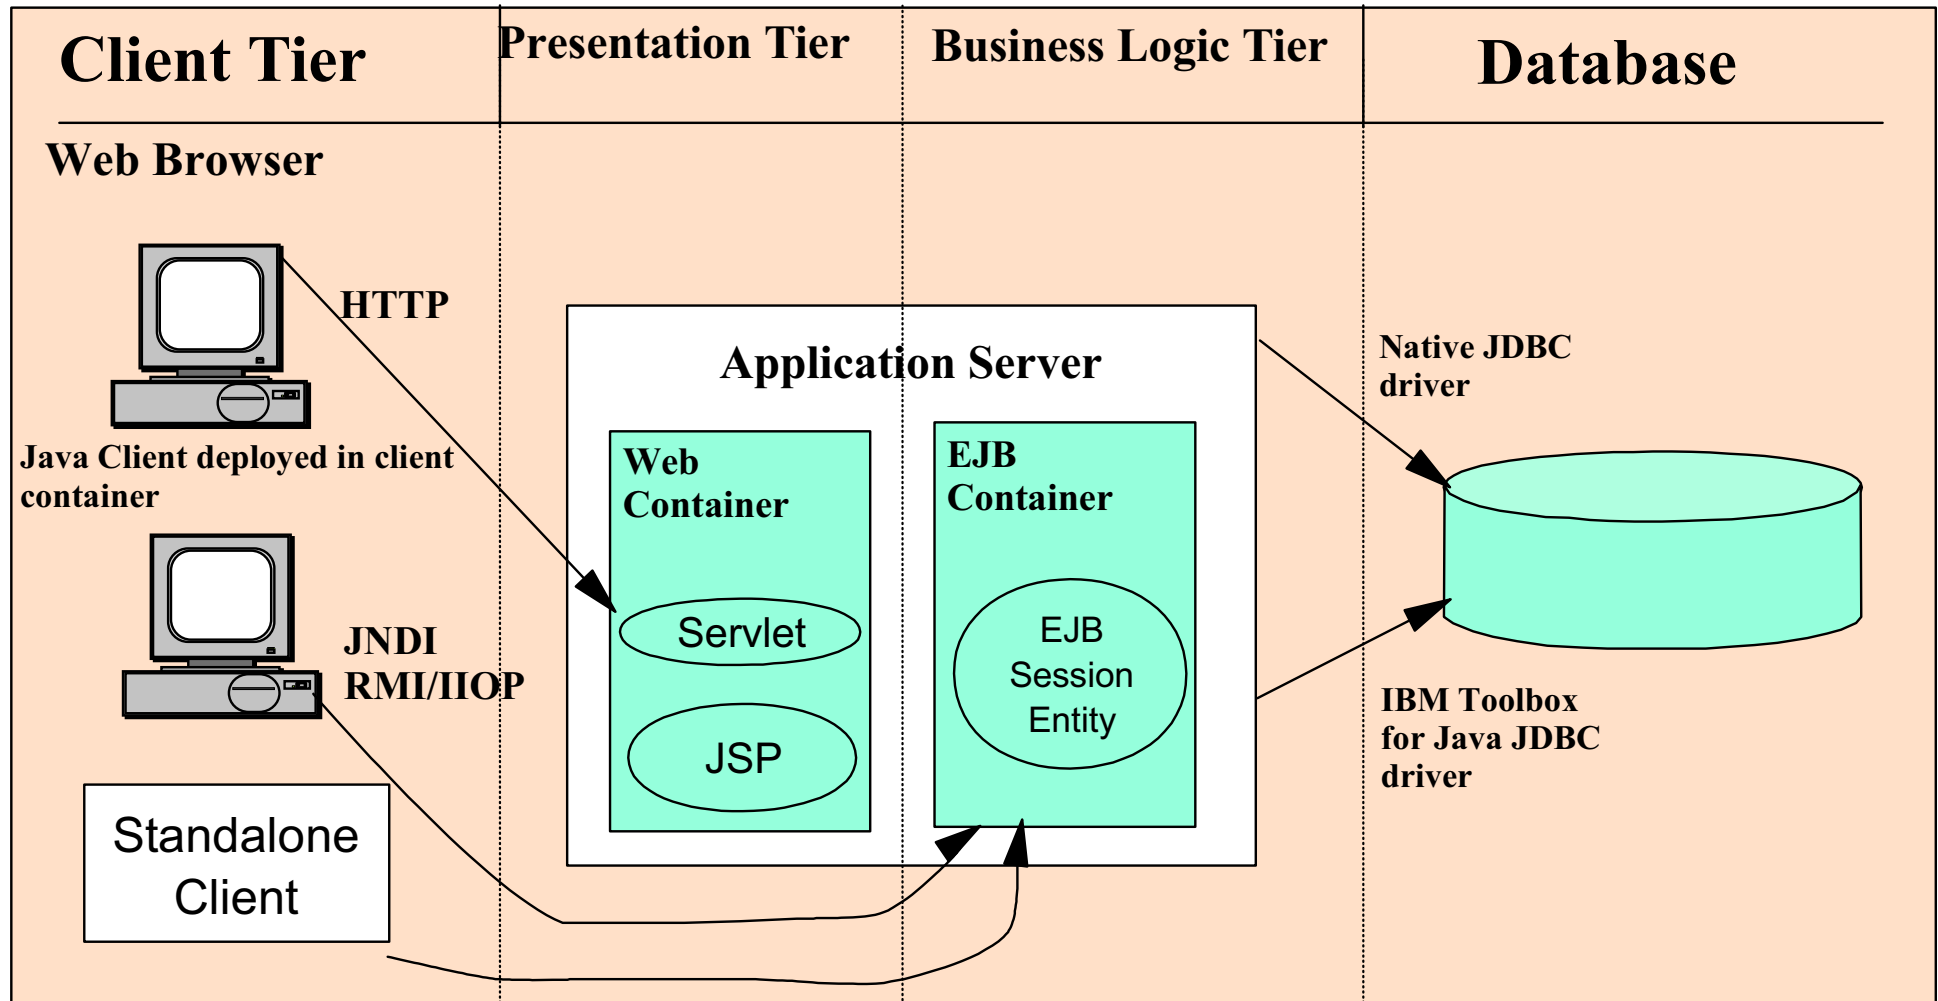 Client Tier
Presentation Tier
Business Logic Tier
Database
Web Browser
HTTP
Java Client deployed in client
container
JNDI
RMI/IIOP
Standalone
Client
Application Server
Web
Container
Servlet
JSP
EJB
Container
EJB
Session
Entity
Native JDBC
driver
IBM Toolbox
for Java JDBC
driver